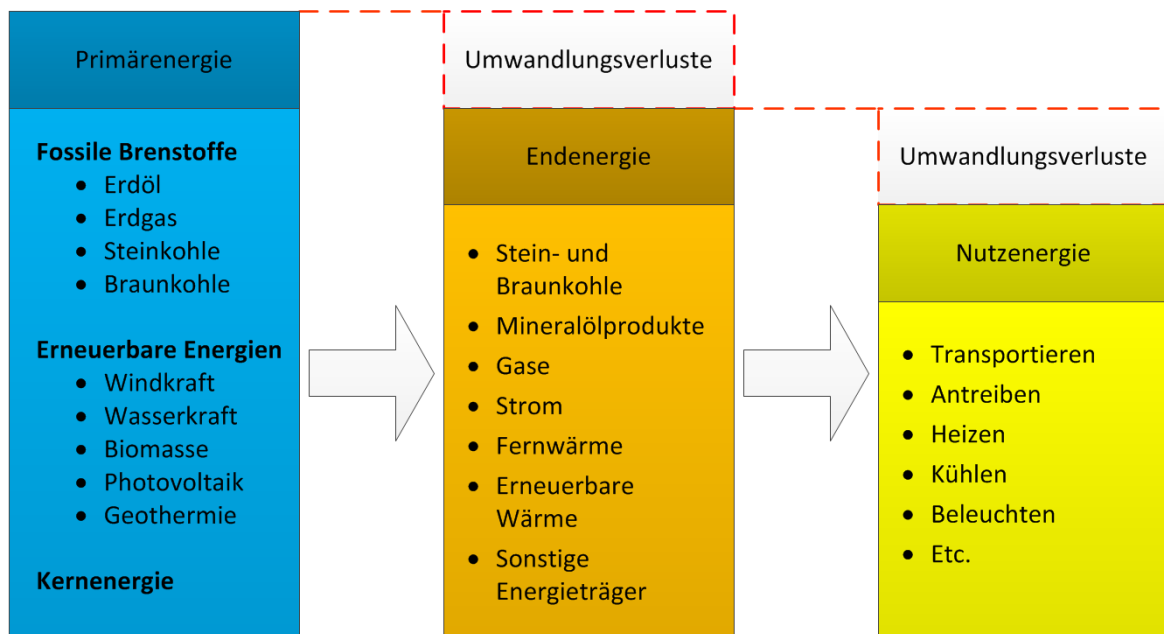 Primärenergie
Fossile Brenstoffe
• Erdöl
• Erdgas
• Steinkohle
• Braunkohle
Erneuerbare Energien
• Windkraft
• Wasserkraft
• Biomasse
• Photovoltaik
• Geothermie
Kernenergie
Umwandlungsverluste
Endenergie
• Stein- und
Braunkohle
• Mineralölprodukte
• Gase
• Strom
• Fernwärme
• Erneuerbare
Wärme
• Sonstige
Energieträger
Umwandlungsverluste
Nutzenergie
• Transportieren
• Antreiben
• Heizen
• Kühlen
• Beleuchten
• Etc.